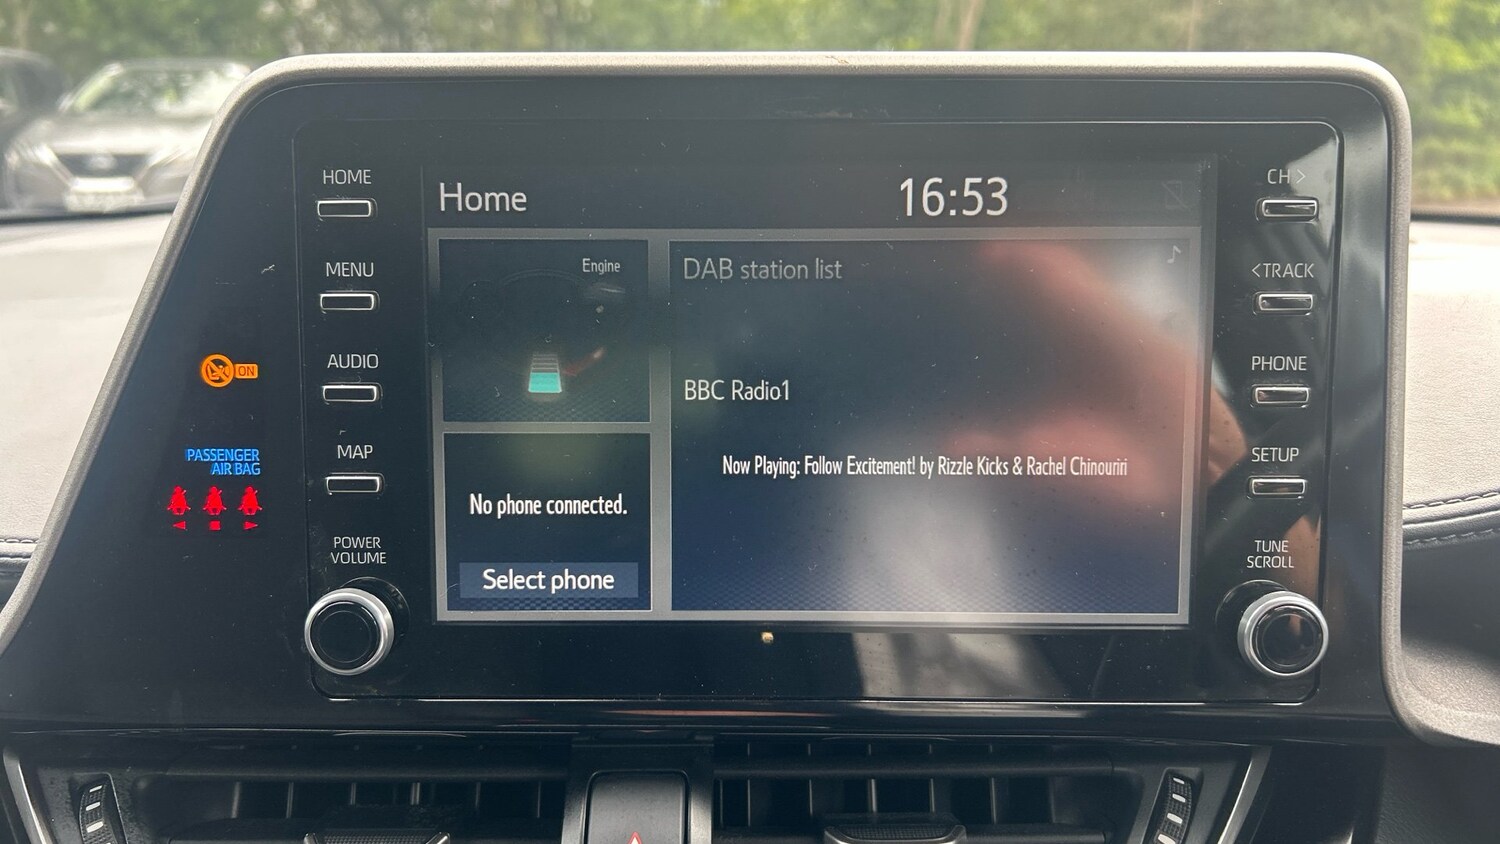 HOME
MENU
AUDIO
MAP
POWER
VOLUME
ON
PASSENGER
AIR BAG
Home
16:53
Engine
No phone connected.
Select phone
DAB station list
BBC Radio1
Now Playing: Follow Excitement! by Rizzle Kicks & Rachel Chinouriri
CH >
<TRACK
PHONE
SETUP
TUNE
SCROLL